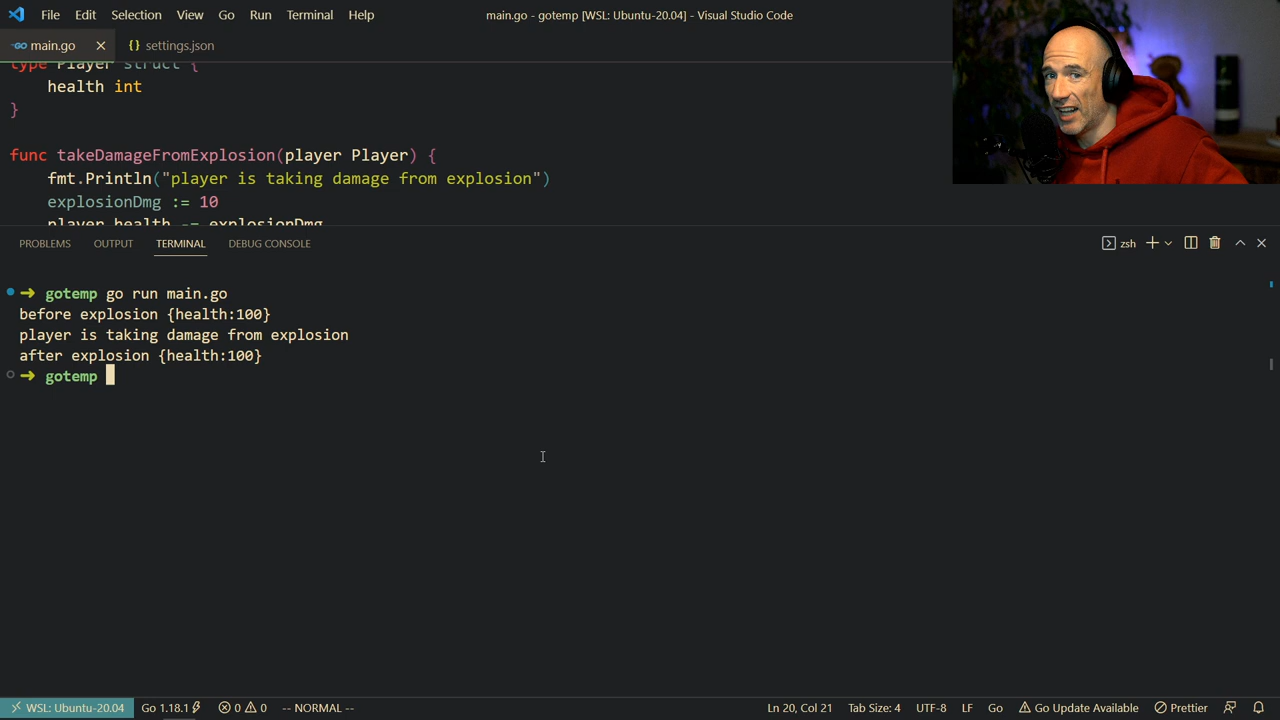 File Edit Selection View Go Run Terminal Help
main.go - gotemp [WSL: Ubuntu-20.04] - Visual Studio Code
main.go
{} settings.json
type Player struct {
health int
}
func takeDamageFromExplosion(player Player) {
fmt.Println("player is taking damage from explosion")
explosionDmg := 10
player.health -= explosionDmg
PROBLEMS OUTPUT TERMINAL DEBUG CONSOLE
zsh
➜ gotemp go run main.go
before explosion {health:100}
player is taking damage from explosion
after explosion {health:100}
➜ gotemp
WSL: Ubuntu-20.04 Go 1.18.1 0 0 -- NORMAL -- Ln 20, Col 21 Tab Size: 4 UTF-8 LF Go Go Update Available Prettier